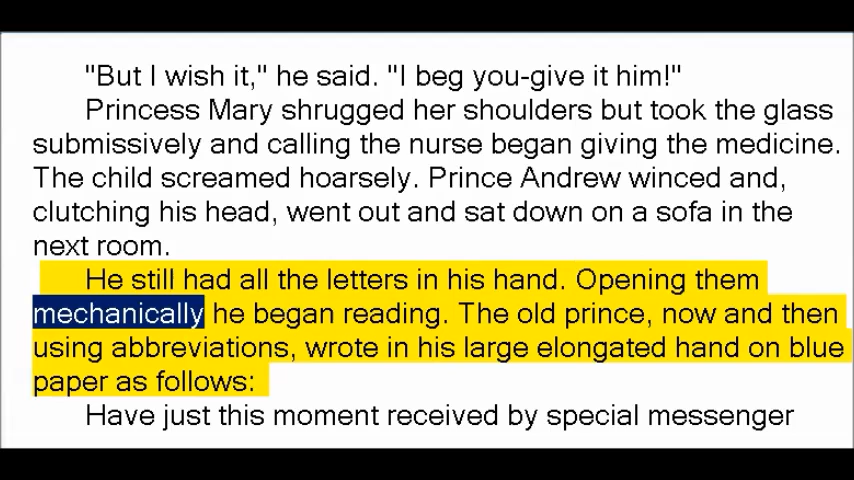 "But I wish it," he said. "I beg you-give it him!"
Princess Mary shrugged her shoulders but took the glass
submissively and calling the nurse began giving the medicine.
The child screamed hoarsely. Prince Andrew winced and,
clutching his head, went out and sat down on a sofa in the
next room.
He still had all the letters in his hand. Opening them
mechanically he began reading. The old prince, now and then
using abbreviations, wrote in his large elongated hand on blue
paper as follows:
Have just this moment received by special messenger